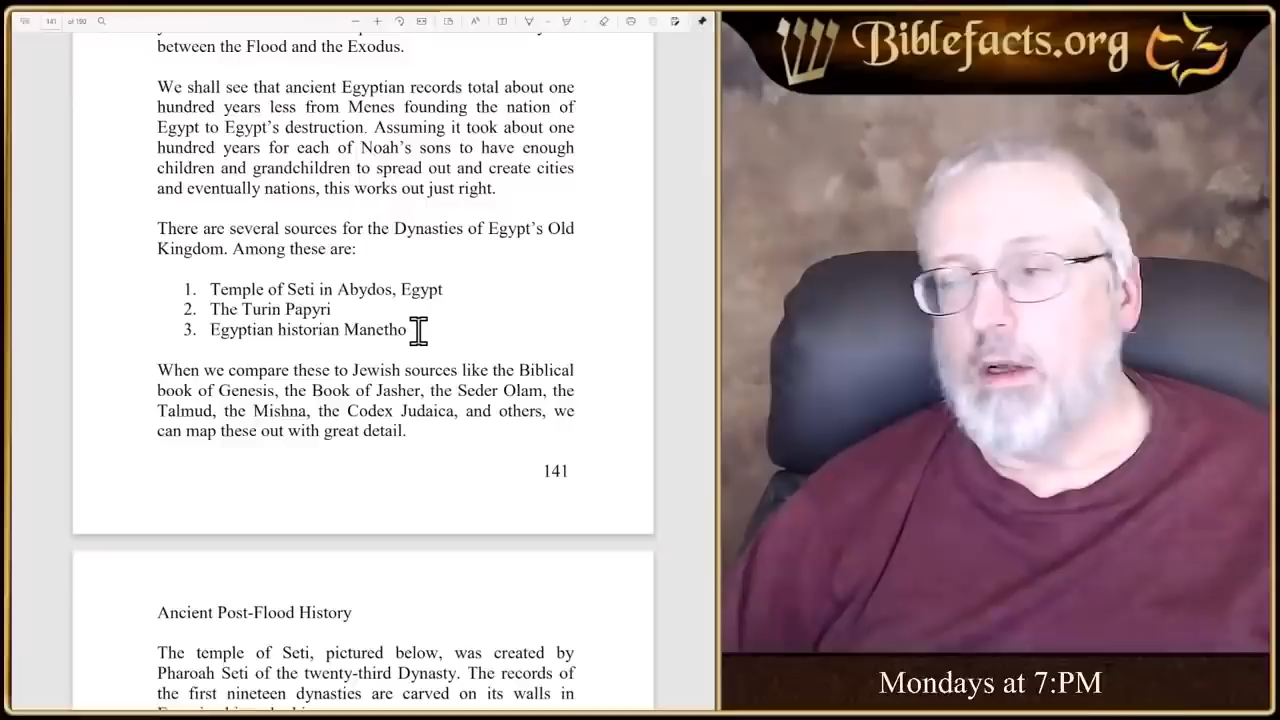 141
of 190
between the Flood and the Exodus.
We shall see that ancient Egyptian records total about one
hundred years less from Menes founding the nation of
Egypt to Egypt's destruction. Assuming it took about one
hundred years for each of Noah's sons to have enough
children and grandchildren to spread out and create cities
and eventually nations, this works out just right.
There are several sources for the Dynasties of Egypt's Old
Kingdom. Among these are:
1. Temple of Seti in Abydos, Egypt
2. The Turin Papyri
3. Egyptian historian Manetho
When we compare these to Jewish sources like the Biblical
book of Genesis, the Book of Jasher, the Seder Olam, the
Talmud, the Mishna, the Codex Judaica, and others, we
can map these out with great detail.
141
Ancient Post-Flood History
The temple of Seti, pictured below, was created by
Pharoah Seti of the twenty-third Dynasty. The records of
the first nineteen dynasties are carved on its walls in
Biblefacts.org
Mondays at 7:PM